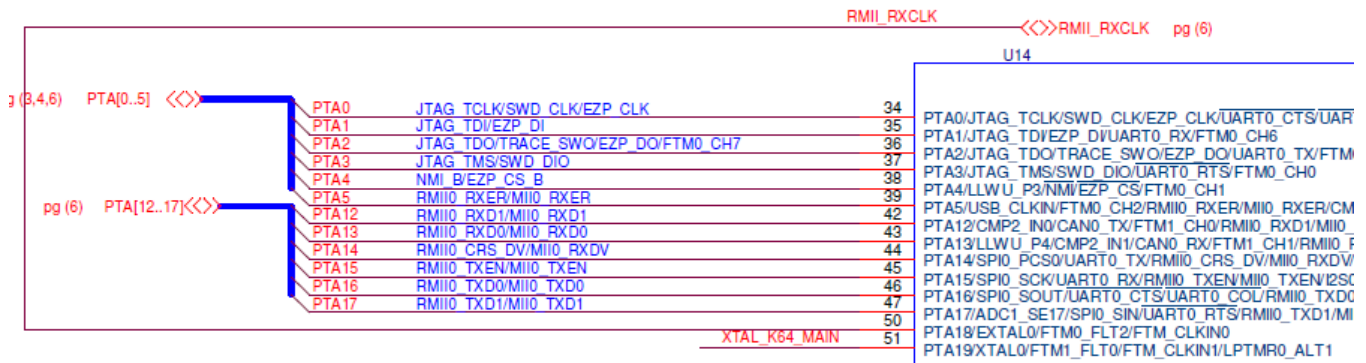 RMII_RXCLK
RMII_RXCLK pg (6)
U14
(3,4,6) PTA[0..5]
PTA0 JTAG_TCLK/SWD_CLK/EZP_CLK 34 PTA0/JTAG_TCLK/SWD_CLK/EZP_CLK/UART0_CTS/UART
PTA1 JTAG_TDI/EZP_DI 35 PTA1/JTAG_TDI/EZP_DI/UART0_RX/FTM0_CH6
PTA2 JTAG_TDO/TRACE_SWO/EZP_DO/FTM0_CH7 36 PTA2/JTAG_TDO/TRACE_SWO/EZP_DO/UART0_TX/FTM0
PTA3 JTAG_TMS/SWD_DIO 37 PTA3/JTAG_TMS/SWD_DIO/UART0_RTS/FTM0_CH0
PTA4 NMI_B/EZP_CS_B 38 PTA4/LLWU_P3/NMI/EZP_CS/FTM0_CH1
PTA5 RMII0_RXER/MII0_RXER 39 PTA5/USB_CLKIN/FTM0_CH2/RMII0_RXER/MII0_RXER/CM
pg (6) PTA[12..17]
PTA12 RMII0_RXD1/MII0_RXD1 42 PTA12/CMP2_IN0/CAN0_TX/FTM1_CH0/RMII0_RXD1/MII0_
PTA13 RMII0_RXD0/MII0_RXD0 43 PTA13/LLWU_P4/CMP2_IN1/CAN0_RX/FTM1_CH1/RMII0_
PTA14 RMII0_CRS_DV/MII0_RXDV 44 PTA14/SPI0_PCS0/UART0_TX/RMII0_CRS_DV/MII0_RXDV/
PTA15 RMII0_TXEN/MII0_TXEN 45 PTA15/SPI0_SCK/UART0_RX/RMII0_TXEN/MII0_TXEN/I2S0
PTA16 RMII0_TXD0/MII0_TXD0 46 PTA16/SPI0_SOUT/UART0_CTS/UART0_COL/RMII0_TXD0
PTA17 RMII0_TXD1/MII0_TXD1 47 PTA17/ADC1_SE17/SPI0_SIN/UART0_RTS/RMII0_TXD1/MI
50 PTA18/EXTAL0/FTM0_FLT2/FTM_CLKIN0
XTAL_K64_MAIN 51 PTA19/XTAL0/FTM1_FLT0/FTM_CLKIN1/LPTMR0_ALT1